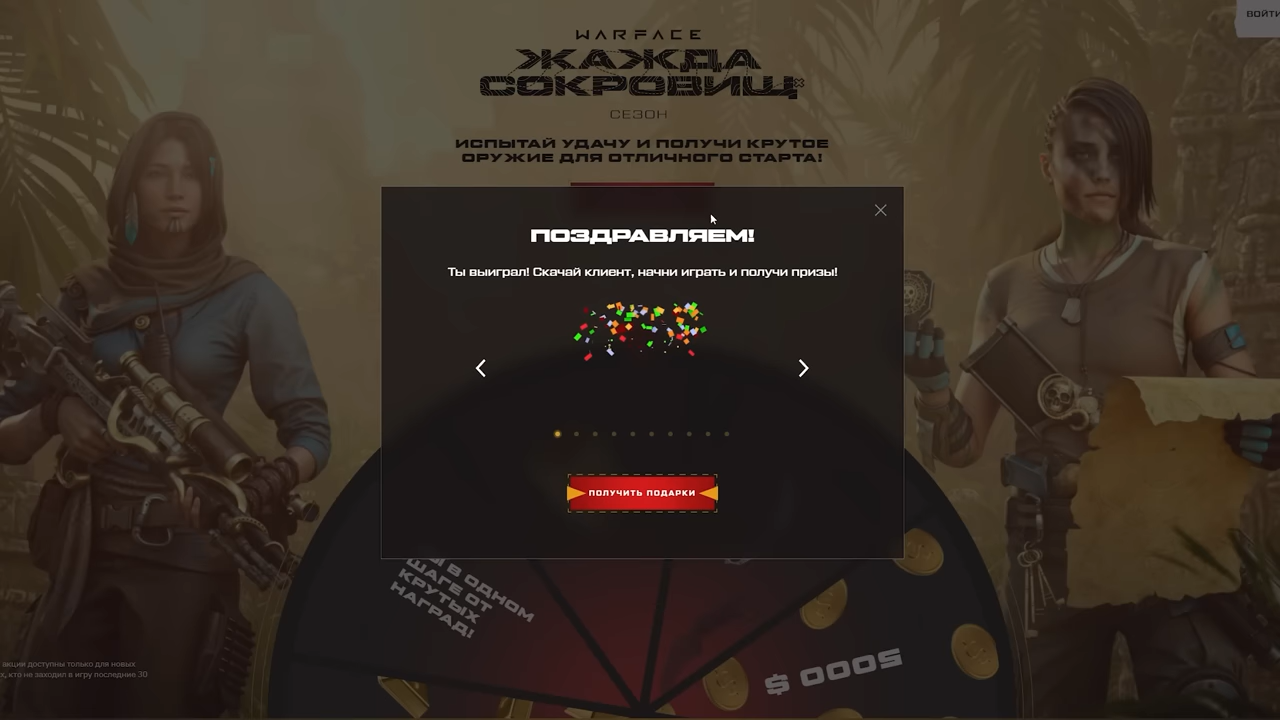 ВОЙТИ
WARFACE
ЖАЖДА
СОКРОВИЩ
СЕЗОН
ИСПЫТАЙ УДАЧУ И ПОЛУЧИ КРУТОЕ
ОРУЖИЕ ДЛЯ ОТЛИЧНОГО СТАРТА!
ПОЗДРАВЛЯЕМ!
Ты выиграл! Скачай клиент, начни играть и получи призы!
ПОЛУЧИТЬ ПОДАРКИ
В ОДНОМ
ШАГЕ ОТ
КРУТЫХ
НАГРАД!
5000 $
акции доступны только для новых
х, кто не заходил в игру последние 30